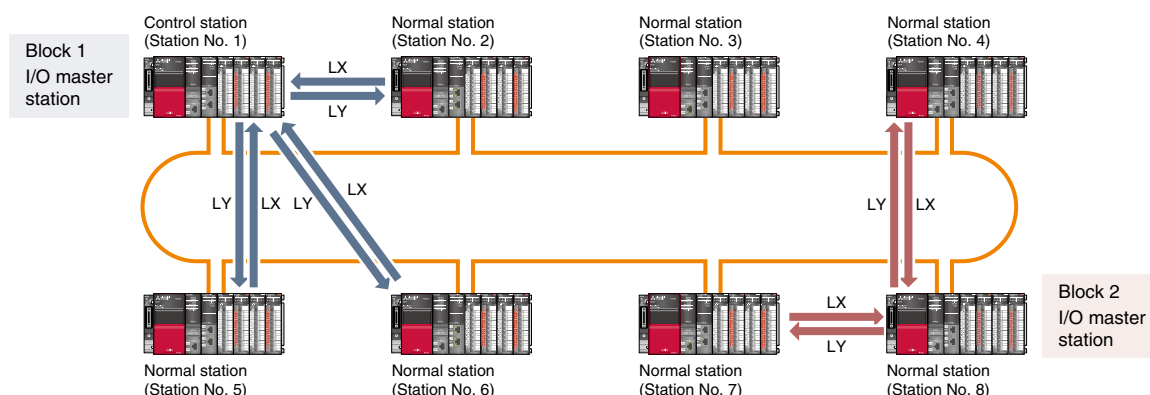 Control station
(Station No. 1)
Normal station
(Station No. 2)
Normal station
(Station No. 3)
Normal station
(Station No. 4)
Block 1
I/O master
station
LX
LY
LY
LX
LY
LX
LY
LX
Block 2
I/O master
station
LX
LY
Normal station
(Station No. 5)
Normal station
(Station No. 6)
Normal station
(Station No. 7)
Normal station
(Station No. 8)